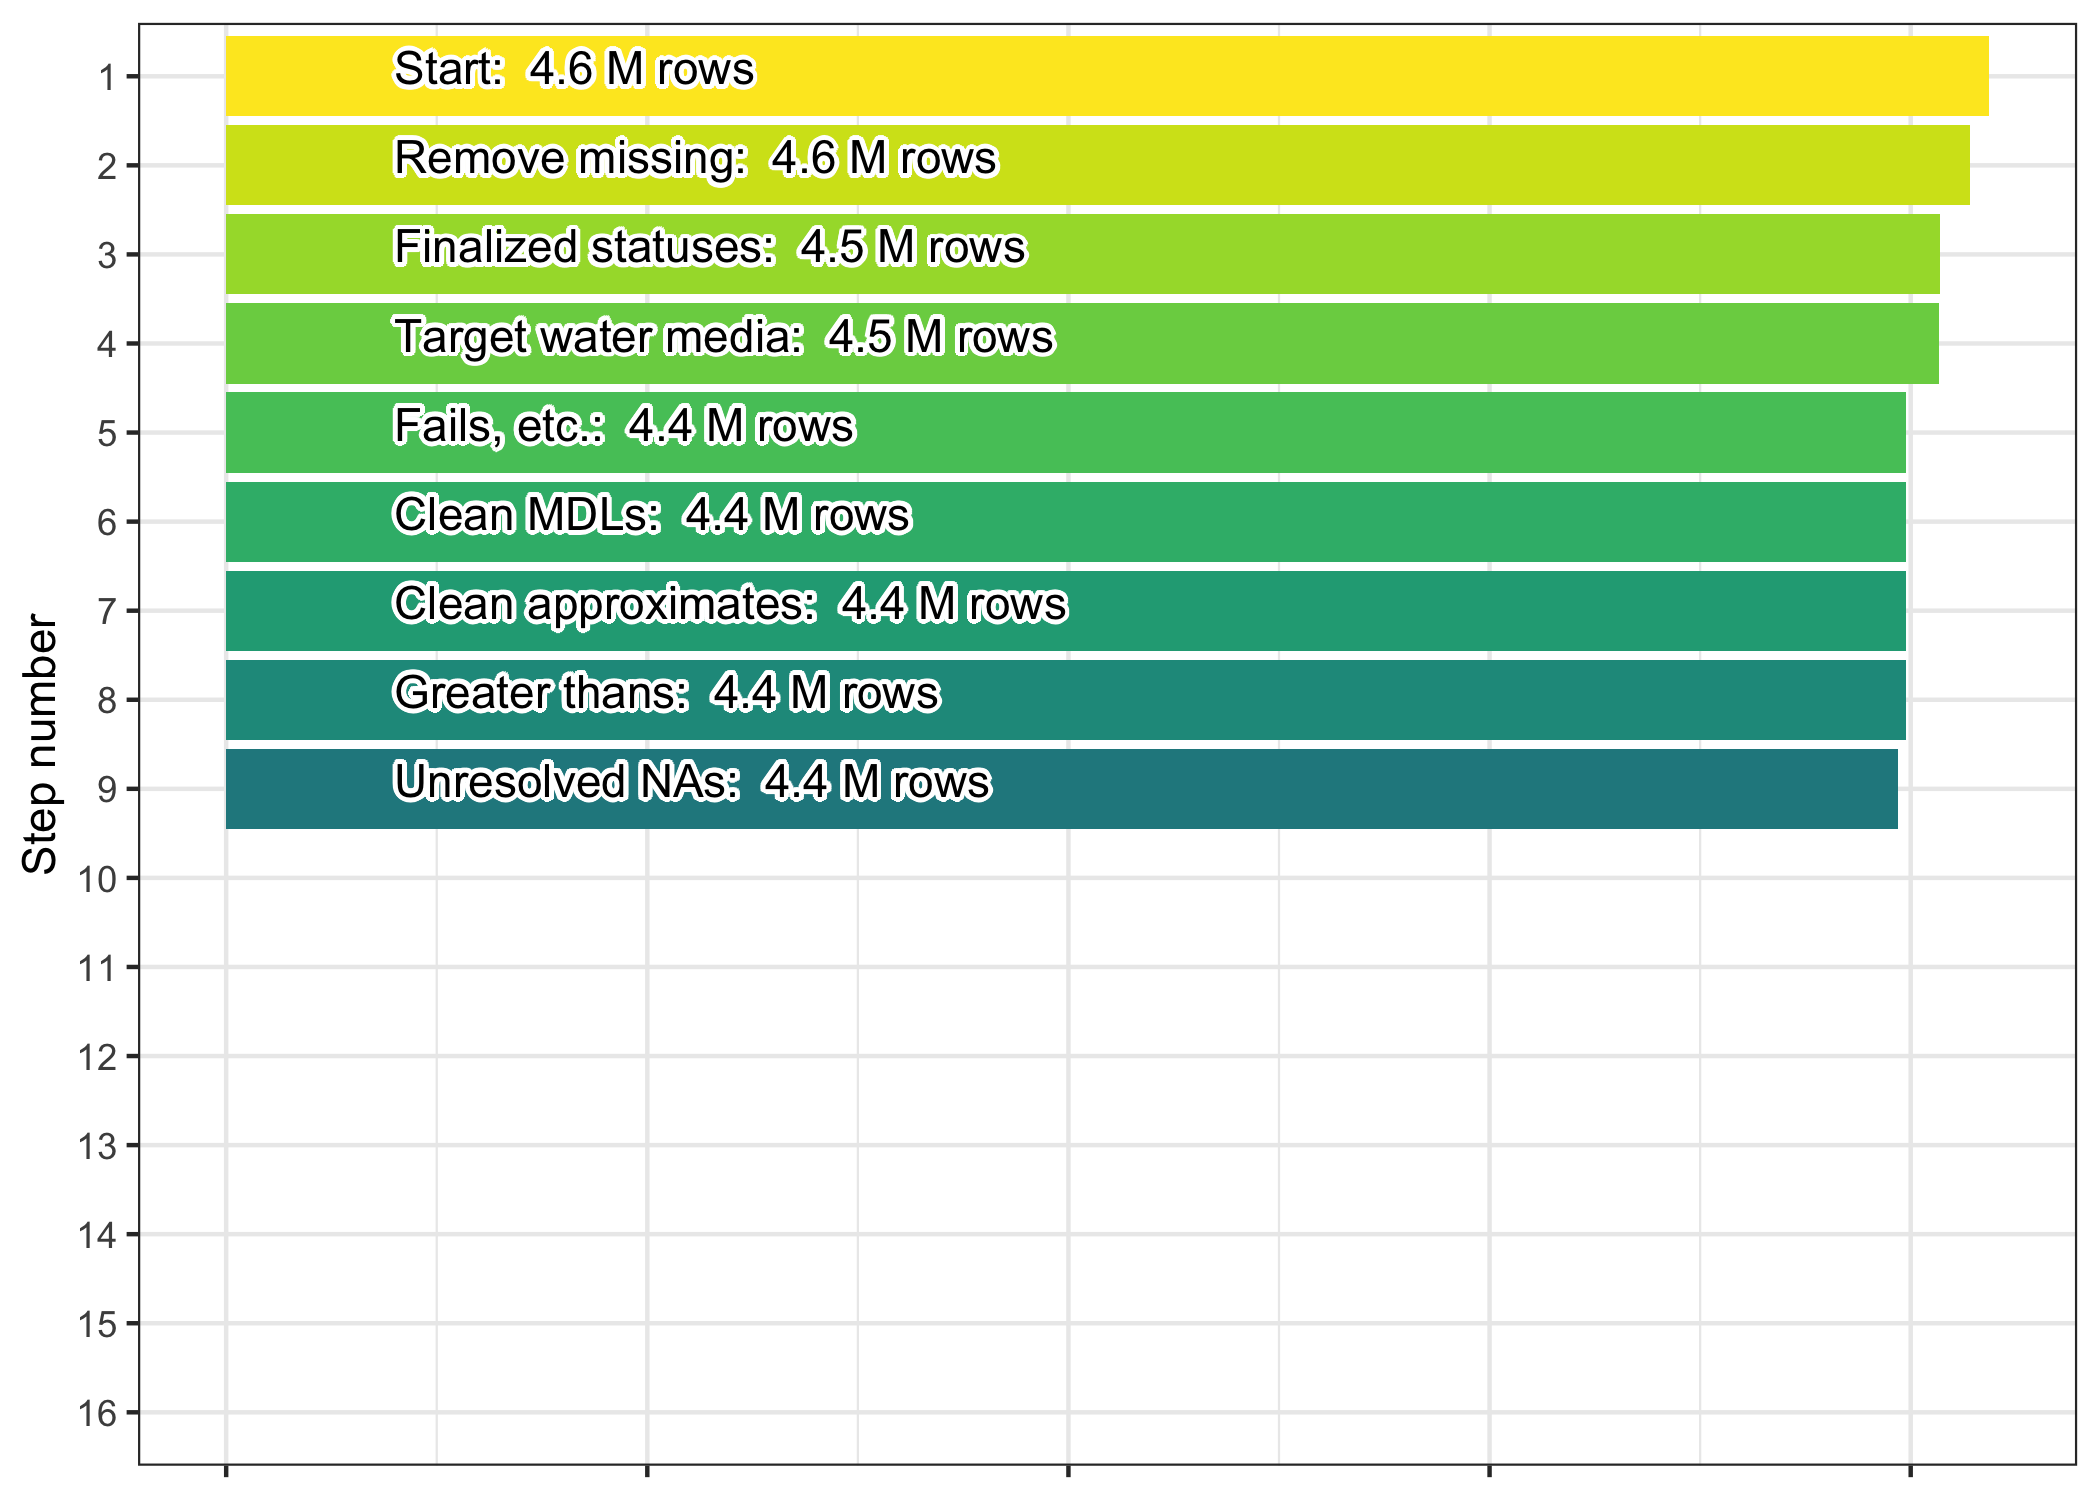 1
Start:  4.6 M rows
2
Remove missing:  4.6 M rows
3
Finalized statuses:  4.5 M rows
4
Target water media:  4.5 M rows
5
Fails, etc.:  4.4 M rows
6
Clean MDLs:  4.4 M rows
7
Clean approximates:  4.4 M rows
8
Greater thans:  4.4 M rows
9
Unresolved NAs:  4.4 M rows
10
11
12
13
14
15
16
Step number